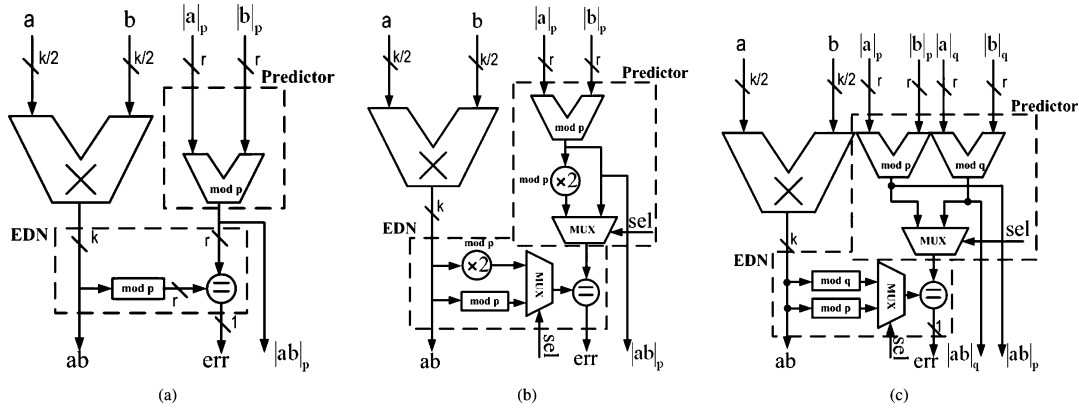 a b |a|p |b|p
k/2 k/2 r r
Predictor
mod p
EDN
k r
mod p r =
1
ab err |ab|p
(a)
a b |a|p |b|p
k/2 k/2 r r
Predictor
mod p
mod p ×2
k
MUX sel
EDN
mod p
×2 MUX =
mod p
ab sel err |ab|p
(b)
a b |a|p |b|p |a|q |b|q
k/2 k/2 r r r r
Predictor
mod p mod q
k
MUX sel
EDN
mod q MUX =
mod p
1
ab sel err |ab|q |ab|p
(c)